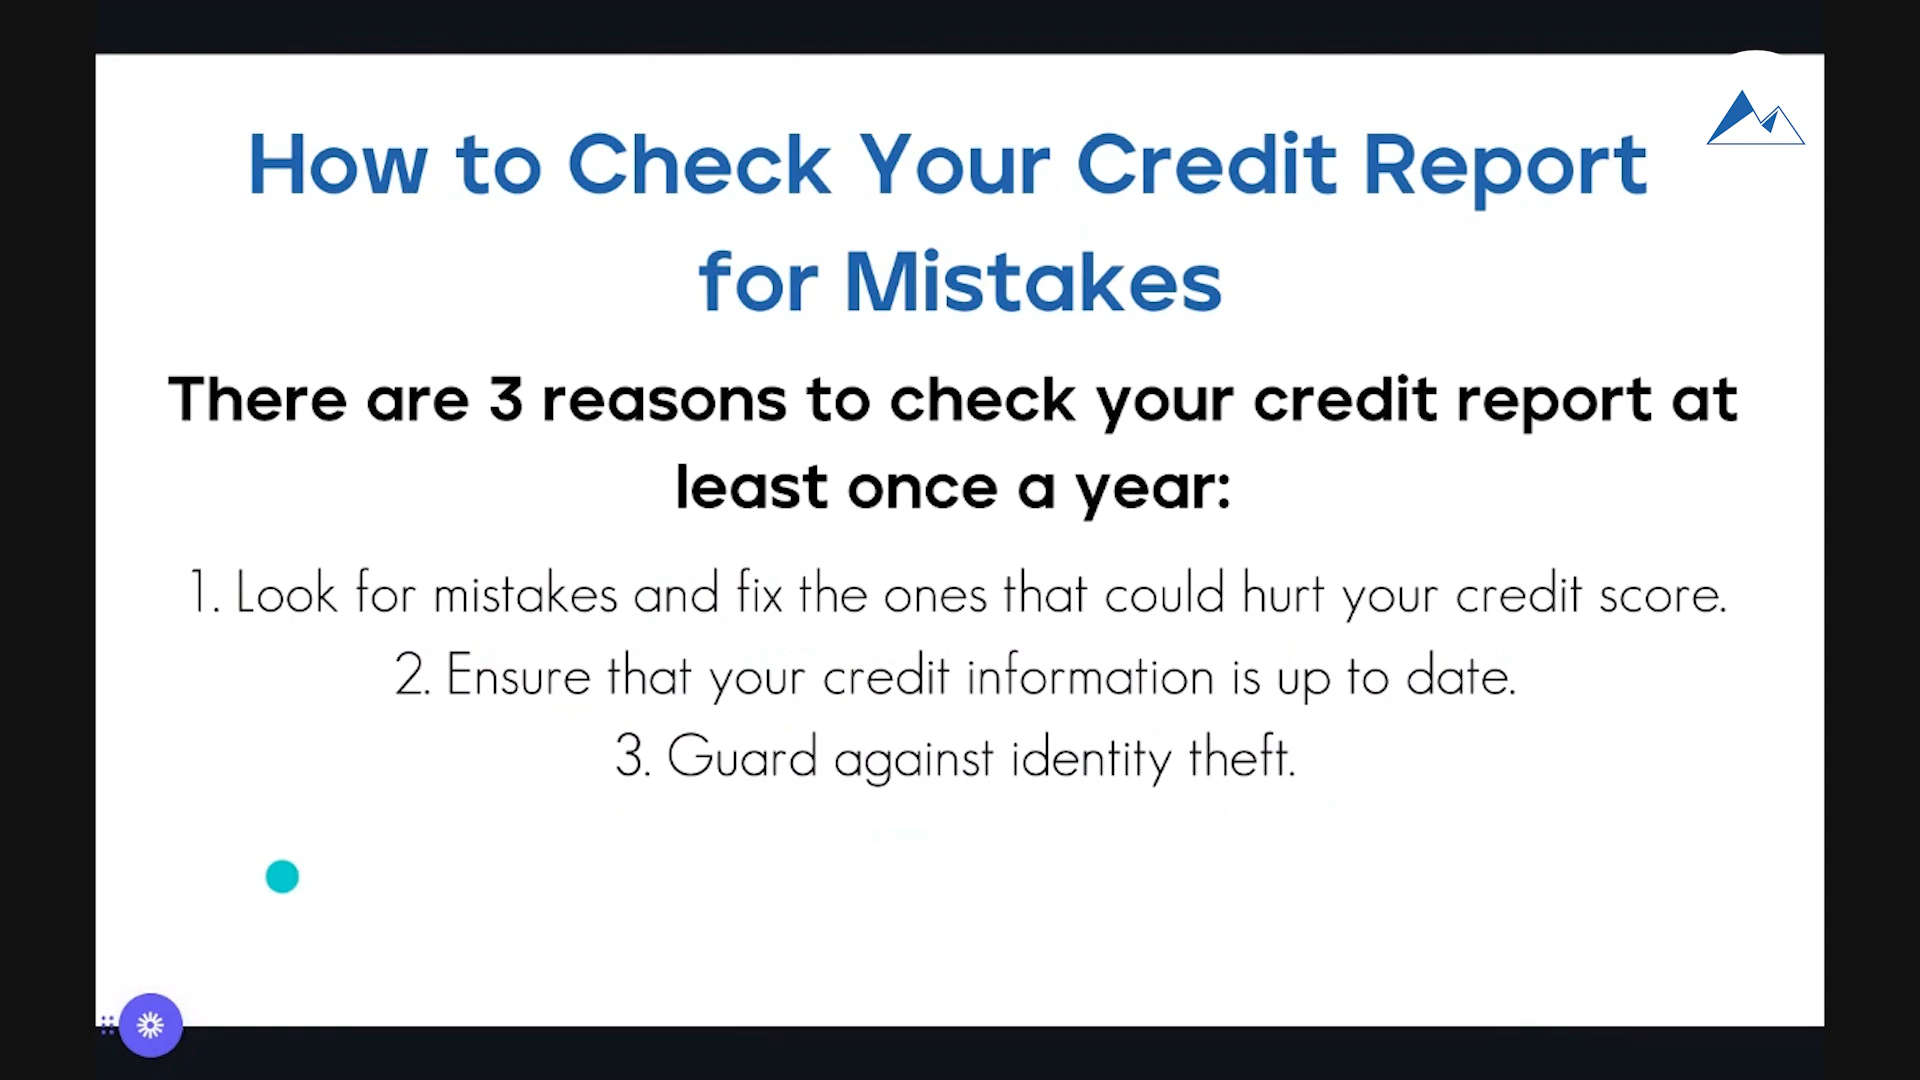 How to Check Your Credit Report
for Mistakes
There are 3 reasons to check your credit report at
least once a year:
1. Look for mistakes and fix the ones that could hurt your credit score.
2. Ensure that your credit information is up to date.
3. Guard against identity theft.